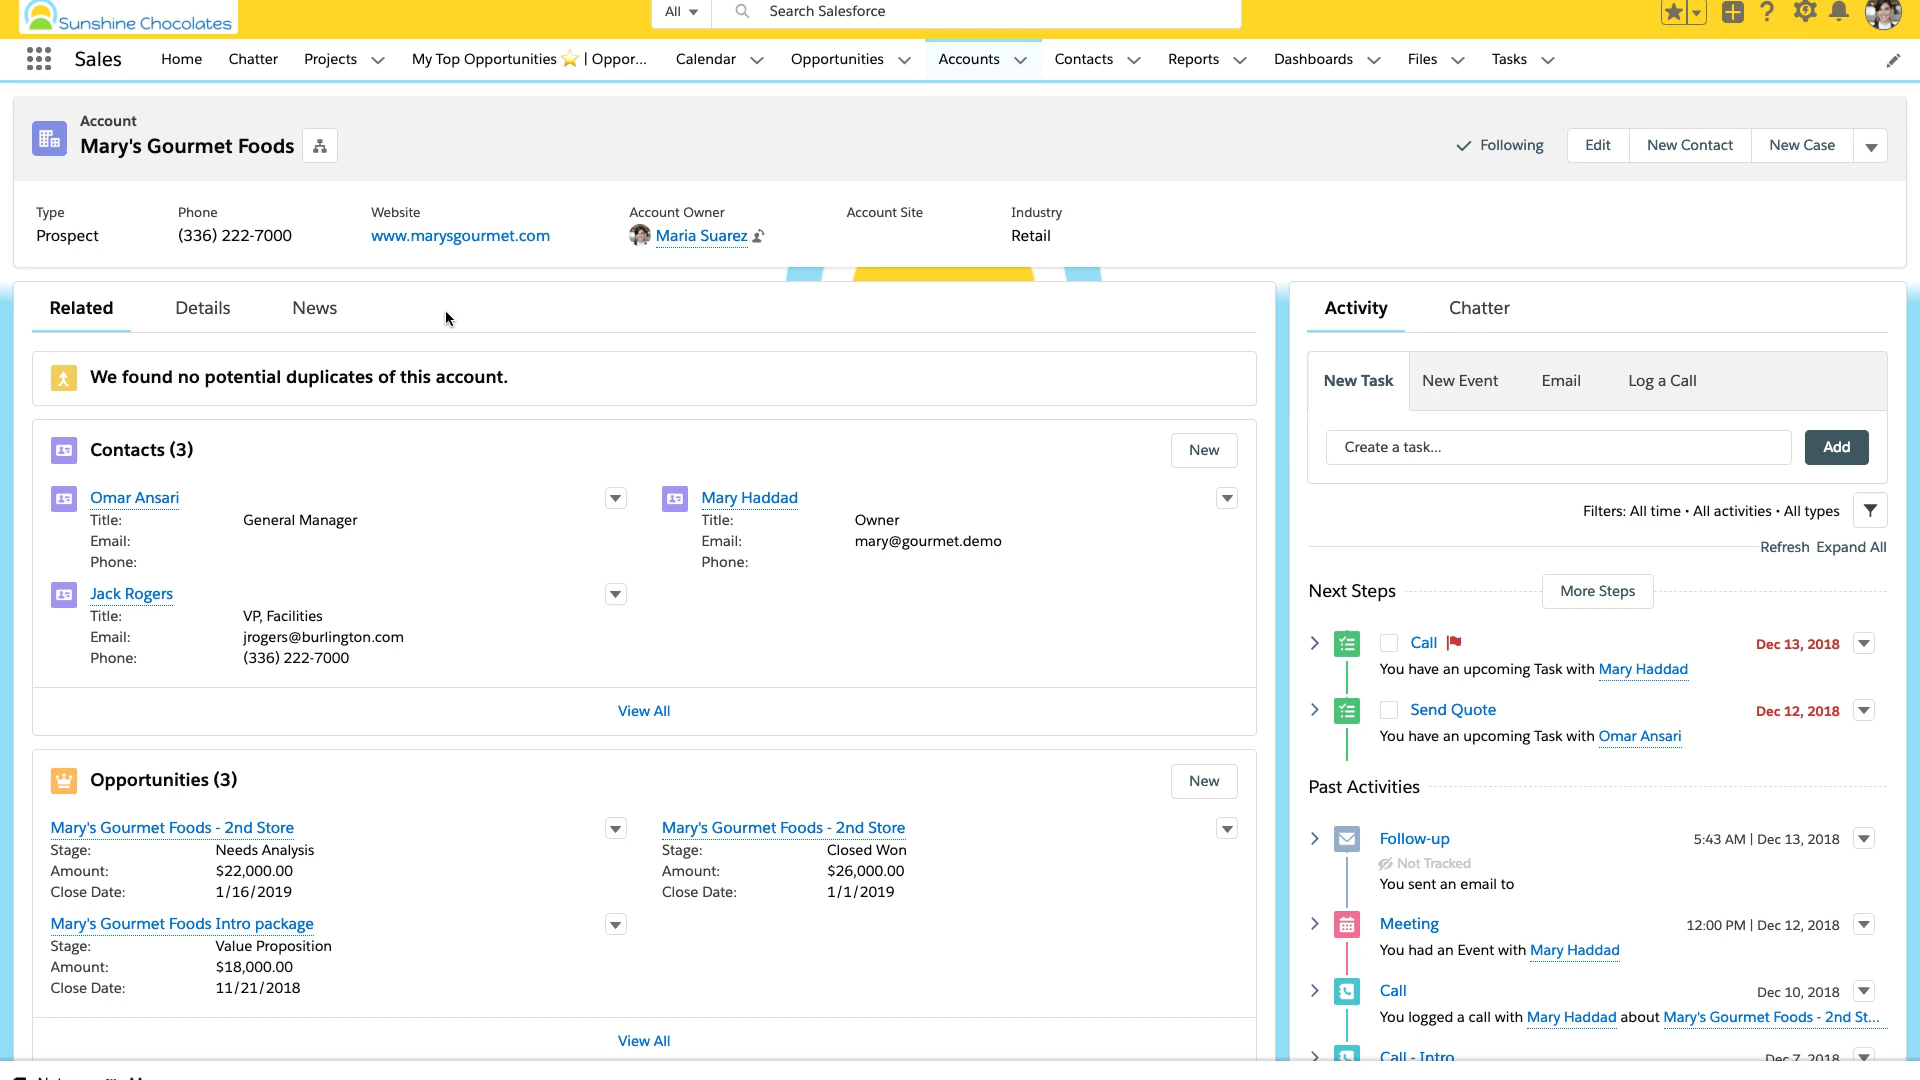 Sunshine Chocolates
All
Search Salesforce
Sales
Home
Chatter
Projects
My Top Opportunities ⭐ | Oppor...
Calendar
Opportunities
Accounts
Contacts
Reports
Dashboards
Files
Tasks
Account
Mary's Gourmet Foods
Following
Edit
New Contact
New Case
Type
Phone
Website
Account Owner
Account Site
Industry
Prospect
(336) 222-7000
www.marysgourmet.com
Maria Suarez
Retail
Related
Details
News
We found no potential duplicates of this account.
Contacts (3)
New
Omar Ansari
Title: General Manager
Email:
Phone:
Mary Haddad
Title: Owner
Email: mary@gourmet.demo
Phone:
Jack Rogers
Title: VP, Facilities
Email: jrogers@burlington.com
Phone: (336) 222-7000
View All
Opportunities (3)
New
Mary's Gourmet Foods - 2nd Store
Stage: Needs Analysis
Amount: $22,000.00
Close Date: 1/16/2019
Mary's Gourmet Foods - 2nd Store
Stage: Closed Won
Amount: $26,000.00
Close Date: 1/1/2019
Mary's Gourmet Foods Intro package
Stage: Value Proposition
Amount: $18,000.00
Close Date: 11/21/2018
View All
Activity
Chatter
New Task
New Event
Email
Log a Call
Create a task...
Add
Filters: All time • All activities • All types
Refresh Expand All
Next Steps
More Steps
Call
Dec 13, 2018
You have an upcoming Task with Mary Haddad
Send Quote
Dec 12, 2018
You have an upcoming Task with Omar Ansari
Past Activities
Follow-up
5:43 AM | Dec 13, 2018
Not Tracked
You sent an email to
Meeting
12:00 PM | Dec 12, 2018
You had an Event with Mary Haddad
Call
Dec 10, 2018
You logged a call with Mary Haddad about Mary's Gourmet Foods - 2nd St...
Call - Intro
Dec 7, 2018